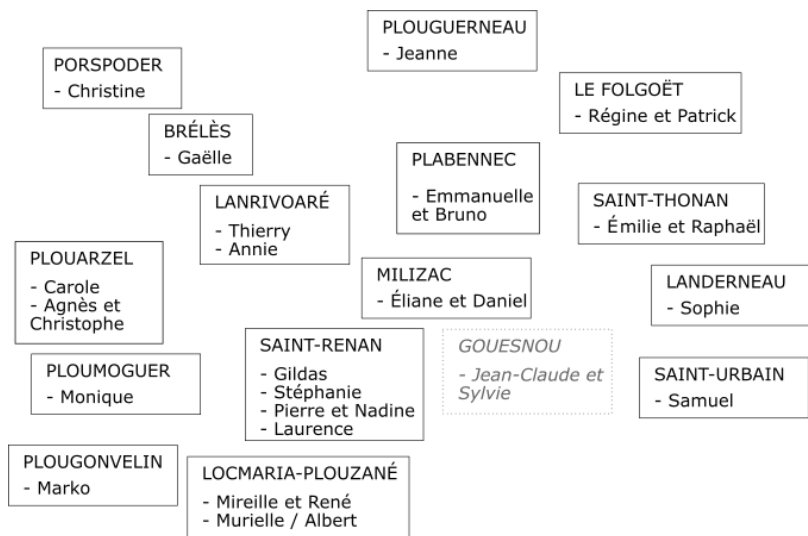 PLOUGUERNEAU
- Jeanne
PORSPODER
- Christine
LE FOLGOËT
- Régine et Patrick
BRÉLÈS
- Gaëlle
PLABENNEC
- Emmanuelle
et Bruno
LANRIVOARÉ
- Thierry
- Annie
SAINT-THONAN
- Émilie et Raphaël
PLOUARZEL
- Carole
- Agnès et
Christophe
MILIZAC
- Éliane et Daniel
LANDERNEAU
- Sophie
SAINT-RENAN
- Gildas
- Stéphanie
- Pierre et Nadine
- Laurence
GOUESNOU
- Jean-Claude et
Sylvie
PLOUMOGUER
- Monique
SAINT-URBAIN
- Samuel
PLOUGONVELIN
- Marko
LOCMARIA-PLOUZANÉ
- Mireille et René
- Murielle / Albert